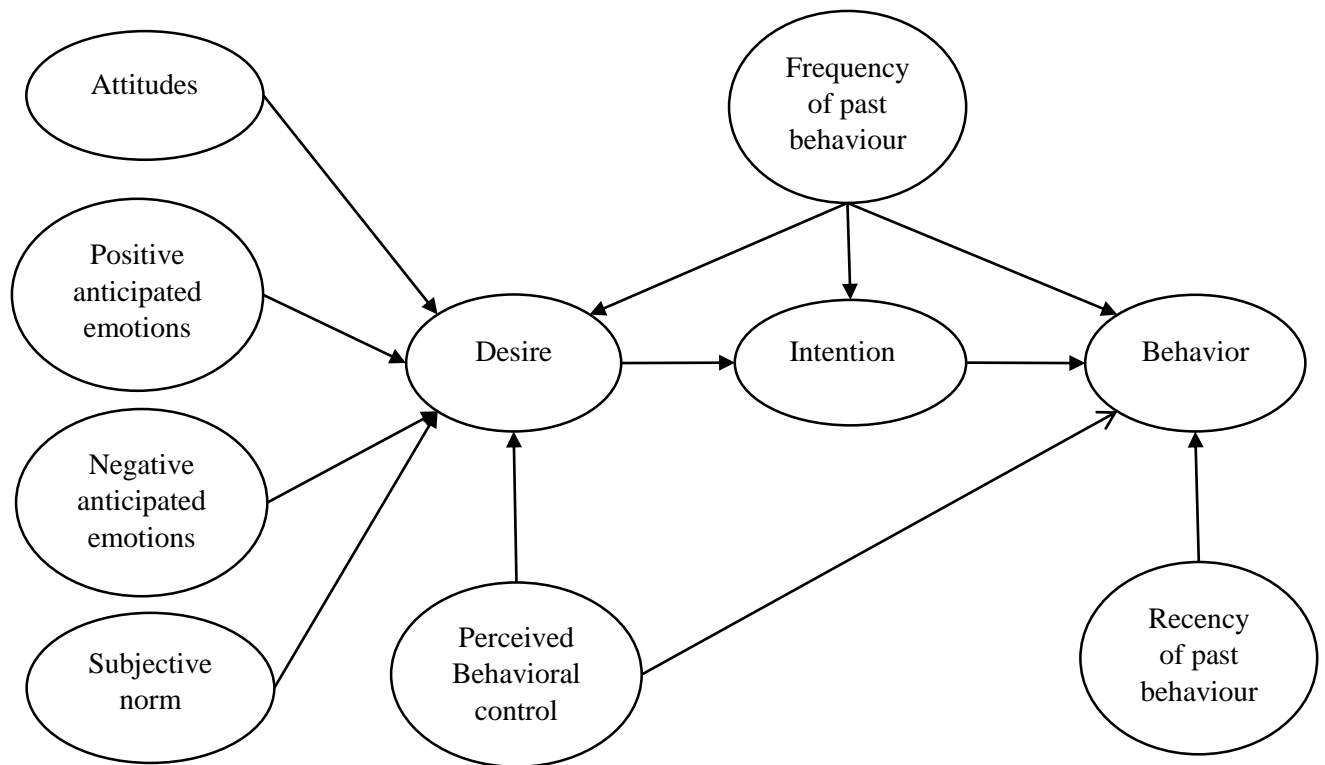 Attitudes
Frequency
of past
behaviour
Positive
anticipated
emotions
Desire
Intention
Behavior
Negative
anticipated
emotions
Subjective
norm
Perceived
Behavioral
control
Recency
of past
behaviour